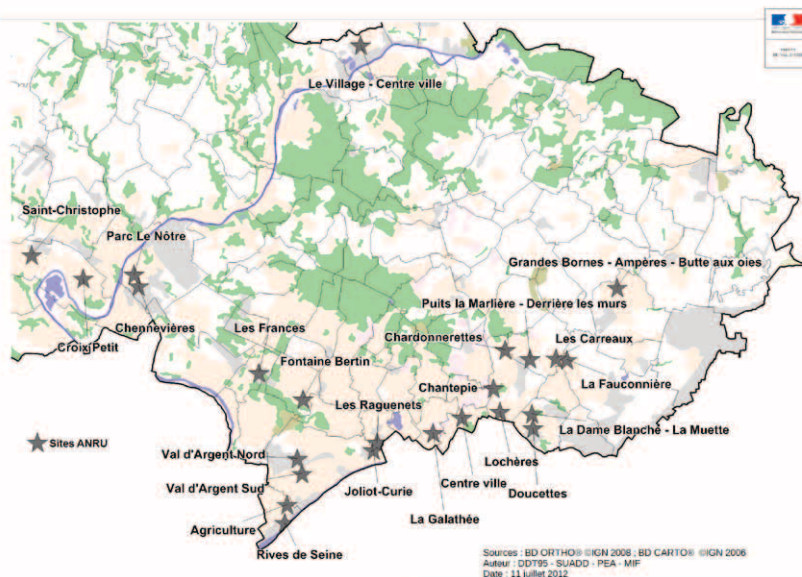 Le Village - Centre ville
Saint-Christophe
Parc Le Nôtre
Grandes Bornes - Ampères - Butte aux oies
Puits la Marlière - Derrière les murs
Chennevières
Les Frances
Chardonnerettes
Les Carreaux
Croix Petit
Fontaine Bertin
Chantepie
La Fauconnière
Les Raguenets
La Dame Blanche - La Muette
Sites ANRU
Val d'Argent Nord
Lochères
Centre ville
Val d'Argent Sud
Joliot-Curie
Doucettes
Agriculture
La Galathée
Rives de Seine
Sources : BD ORTHO® ©IGN 2008 ; BD CARTO® ©IGN 2006
Auteur : DDT95 - SUADD - PEA - MIF
Date : 11 juillet 2012